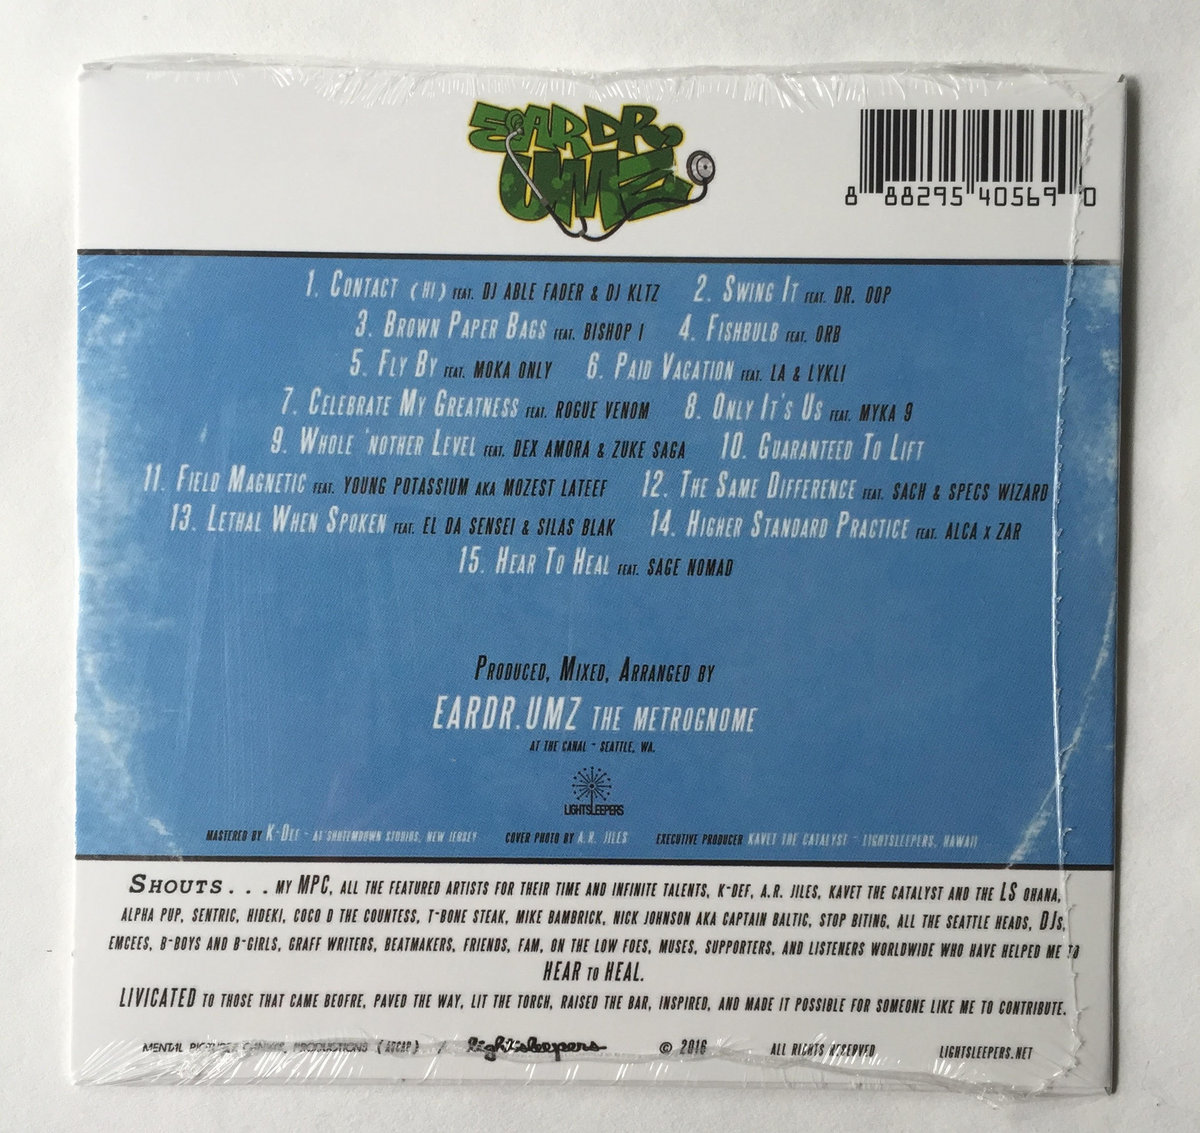 EARDR.
UMZ
8 88295 40569 0
1. CONTACT (HI) FEAT. DJ ABLE FADER & DJ KLTZ 2. SWING IT FEAT. DR. OOP
3. BROWN PAPER BAGS FEAT. BISHOP I 4. FISHBULB FEAT. ORB
5. FLY BY FEAT. MOKA ONLY 6. PAID VACATION FEAT. LA & LYKLI
7. CELEBRATE MY GREATNESS FEAT. ROGUE VENOM 8. ONLY IT'S US FEAT. MYKA 9
9. WHOLE 'NOTHER LEVEL FEAT. DEX AMORA & ZUKE SAGA 10. GUARANTEED TO LIFT
11. FIELD MAGNETIC FEAT. YOUNG POTASSIUM AKA MOZEST LATEEF 12. THE SAME DIFFERENCE FEAT. SACH & SPECS WIZARD
13. LETHAL WHEN SPOKEN FEAT. EL DA SENSEI & SILAS BLAK 14. HIGHER STANDARD PRACTICE FEAT. ALCA X ZAR
15. HEAR TO HEAL FEAT. SAGE NOMAD
PRODUCED, MIXED, ARRANGED BY
EARDR.UMZ THE METROGNOME
AT THE CANAL - SEATTLE, WA.
LIGHTSLEEPERS
MASTERED BY K-DEF - AT SHUTEMDOWN STUDIOS, NEW JERSEY COVER PHOTO BY A.R. JILES EXECUTIVE PRODUCER KAVET THE CATALYST - LIGHTSLEEPERS, HAWAII
SHOUTS... MY MPC, ALL THE FEATURED ARTISTS FOR THEIR TIME AND INFINITE TALENTS, K-DEF, A.R. JILES, KAVET THE CATALYST AND THE LS OHANA,
ALPHA PUP, SENTRIC, HIDEKI, COCO D THE COUNTESS, T-BONE STEAK, MIKE BAMBRICK, NICK JOHNSON AKA CAPTAIN BALTIC, STOP BITING, ALL THE SEATTLE HEADS, DJS,
EMCEES, B-BOYS AND B-GIRLS, GRAFF WRITERS, BEATMAKERS, FRIENDS, FAM, ON THE LOW FOES, MUSES, SUPPORTERS, AND LISTENERS WORLDWIDE WHO HAVE HELPED ME TO
HEAR TO HEAL.
LIVICATED TO THOSE THAT CAME BEOFRE, PAVED THE WAY, LIT THE TORCH, RAISED THE BAR, INSPIRED, AND MADE IT POSSIBLE FOR SOMEONE LIKE ME TO CONTRIBUTE.
MENTAL PRODUCTIONS (ASCAP) / lightsleepers © 2016 ALL RIGHTS RESERVED LIGHTSLEEPERS.NET